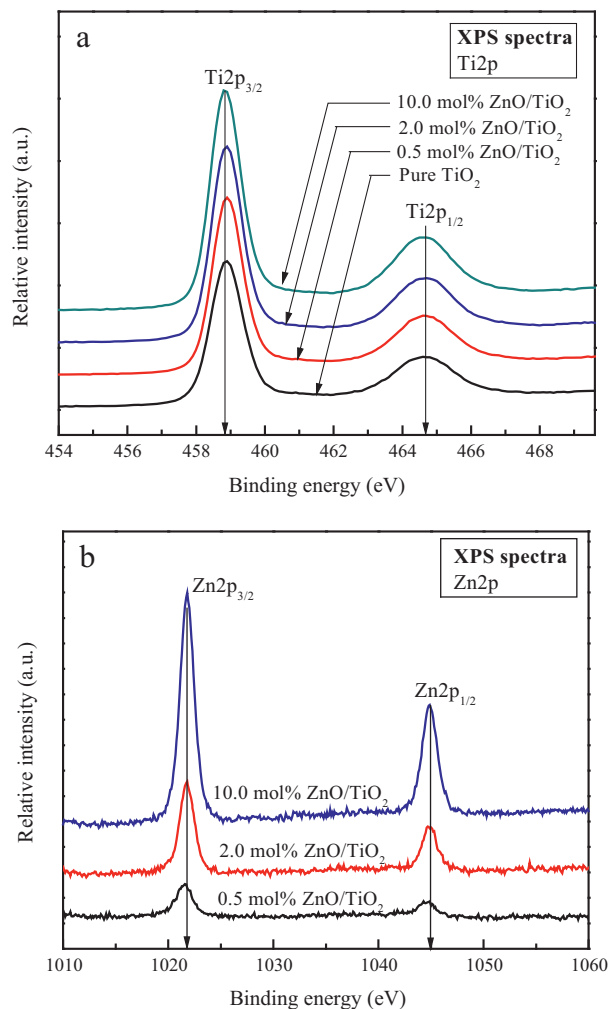 a
XPS spectra
Ti2p
Ti2p3/2
10.0 mol% ZnO/TiO2
2.0 mol% ZnO/TiO2
0.5 mol% ZnO/TiO2
Pure TiO2
Ti2p1/2
Relative intensity (a.u.)
454 456 458 460 462 464 466 468
Binding energy (eV)
b
XPS spectra
Zn2p
Zn2p3/2
Zn2p1/2
10.0 mol% ZnO/TiO2
2.0 mol% ZnO/TiO2
0.5 mol% ZnO/TiO2
Relative intensity (a.u.)
1010 1020 1030 1040 1050 1060
Binding energy (eV)